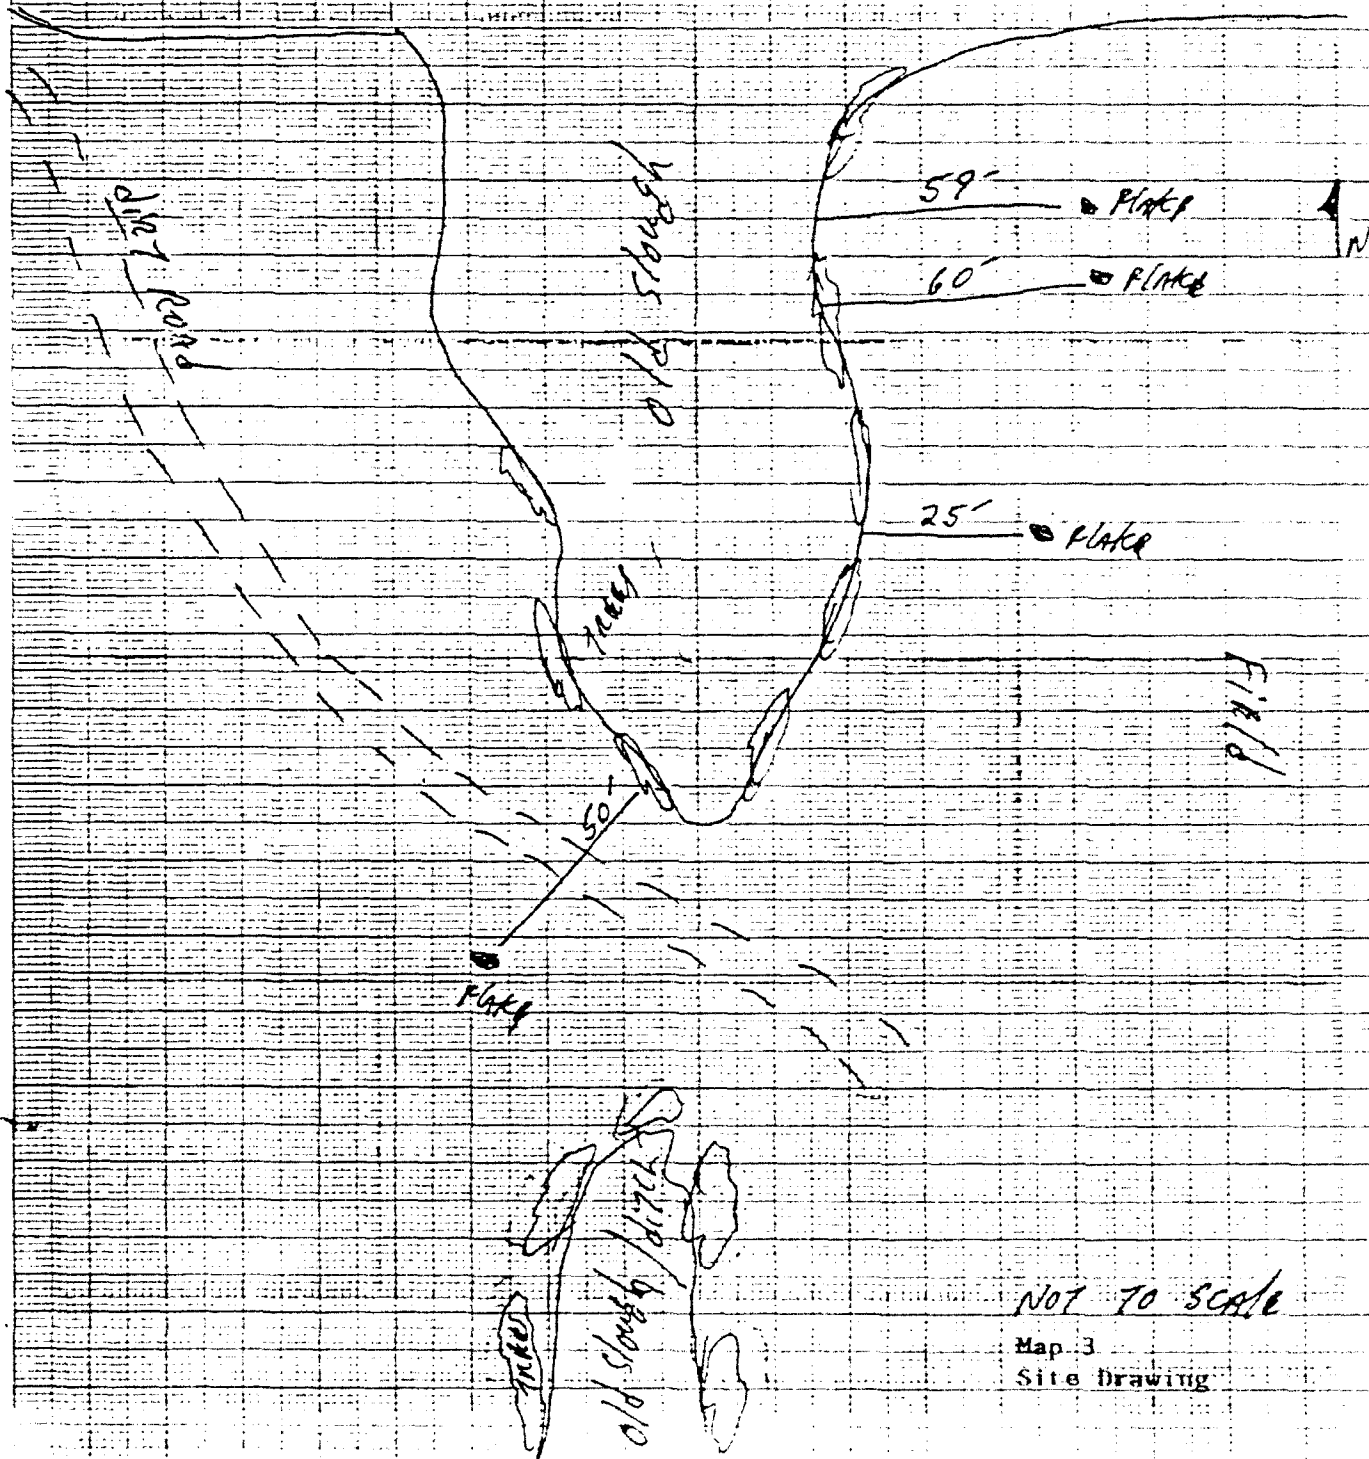 Dirt Road
old slough
59'
Flake
60'
Flake
N
25'
Flake
Trees
Field
50'
Flake
old slough / ditch
Trees
NOT TO SCAle
Map 3
Site Drawing